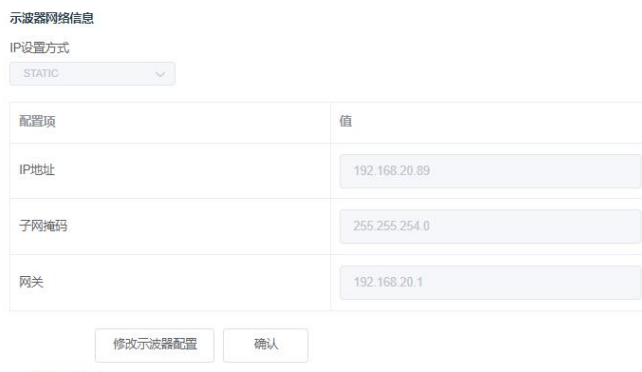 示波器网络信息
IP设置方式
STATIC
配置项 值
IP地址 192.168.20.89
子网掩码 255.255.254.0
网关 192.168.20.1
修改示波器配置 确认